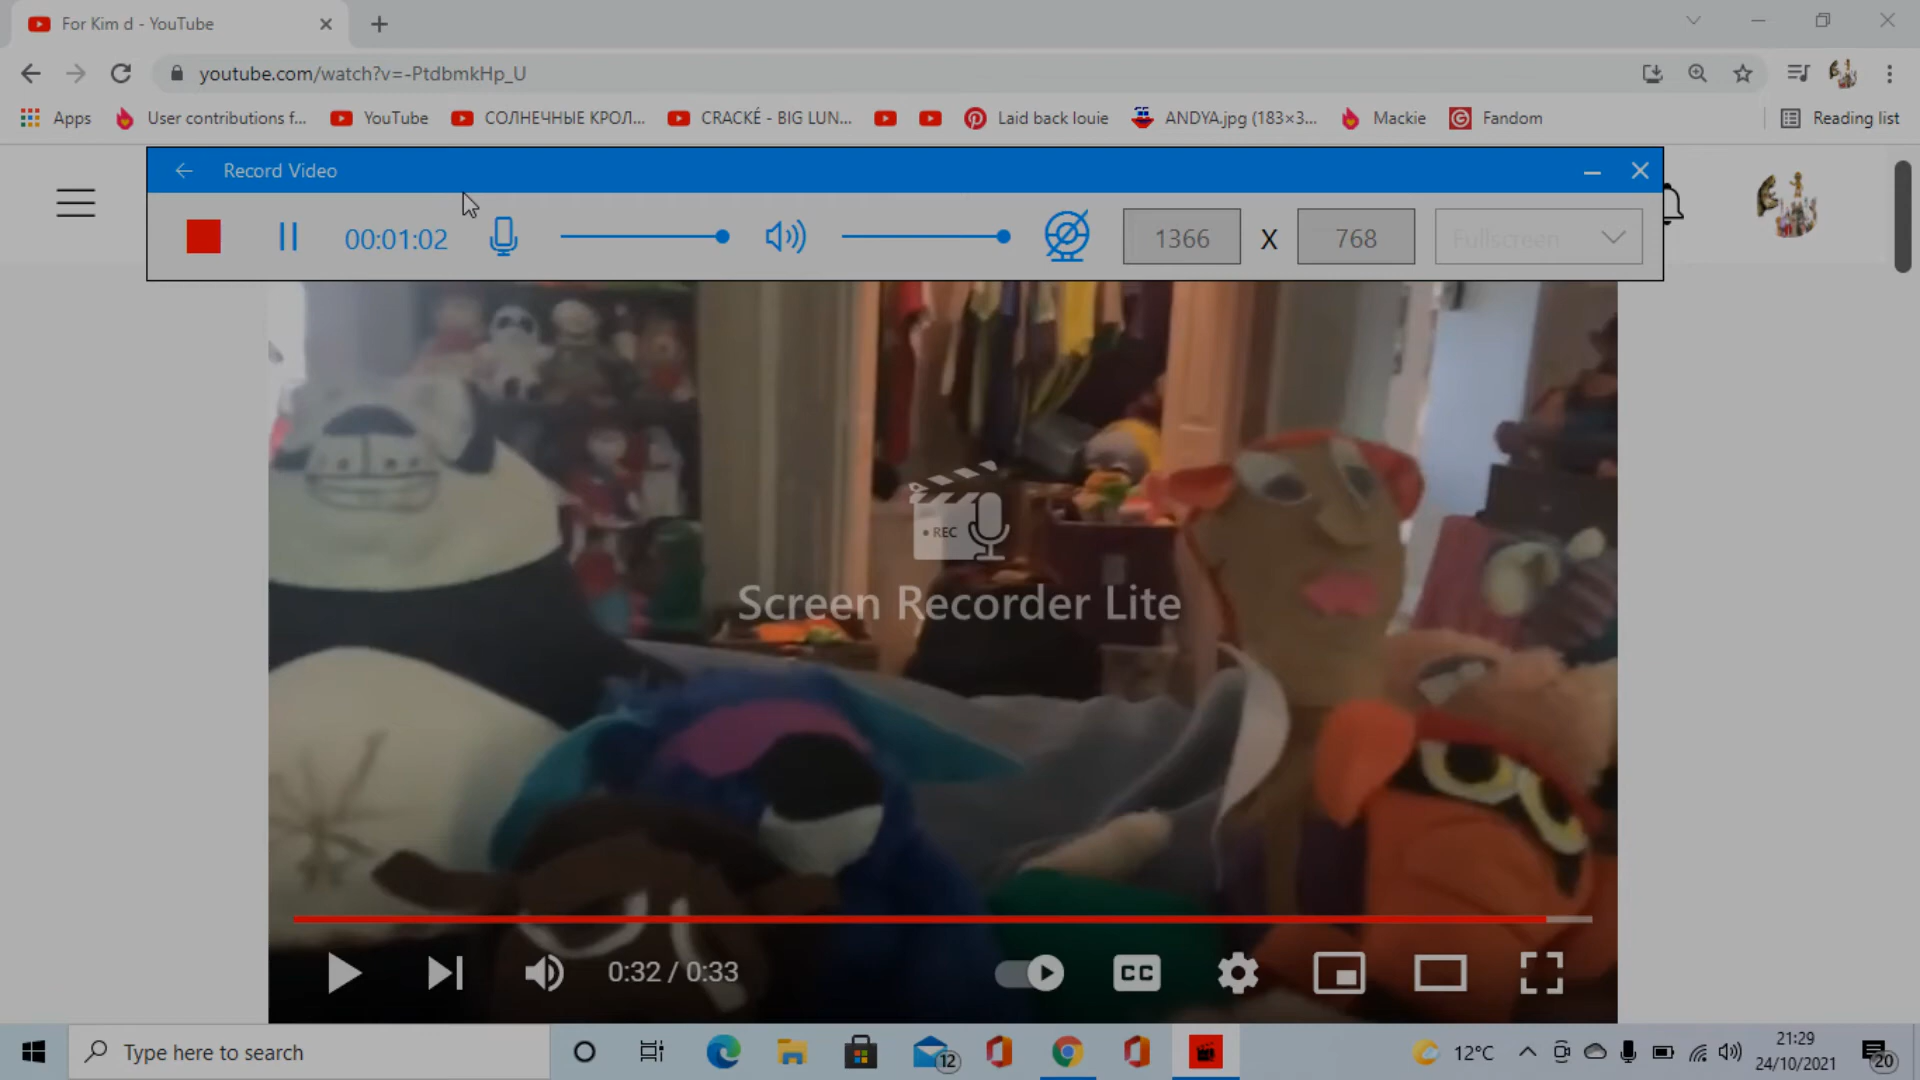 For Kim d - YouTube
youtube.com/watch?v=-PtdbmkHp_U
Apps
User contributions f...
YouTube
СОЛНЕЧНЫЕ КРОЛ...
CRACKÉ - BIG LUN...
Laid back louie
ANDYA.jpg (183×3...
Mackie
Fandom
Reading list
Record Video
00:01:02
1366 X 768
Fullscreen
REC
Screen Recorder Lite
0:32 / 0:33
CC
Type here to search
12
12°C
21:29
24/10/2021
20